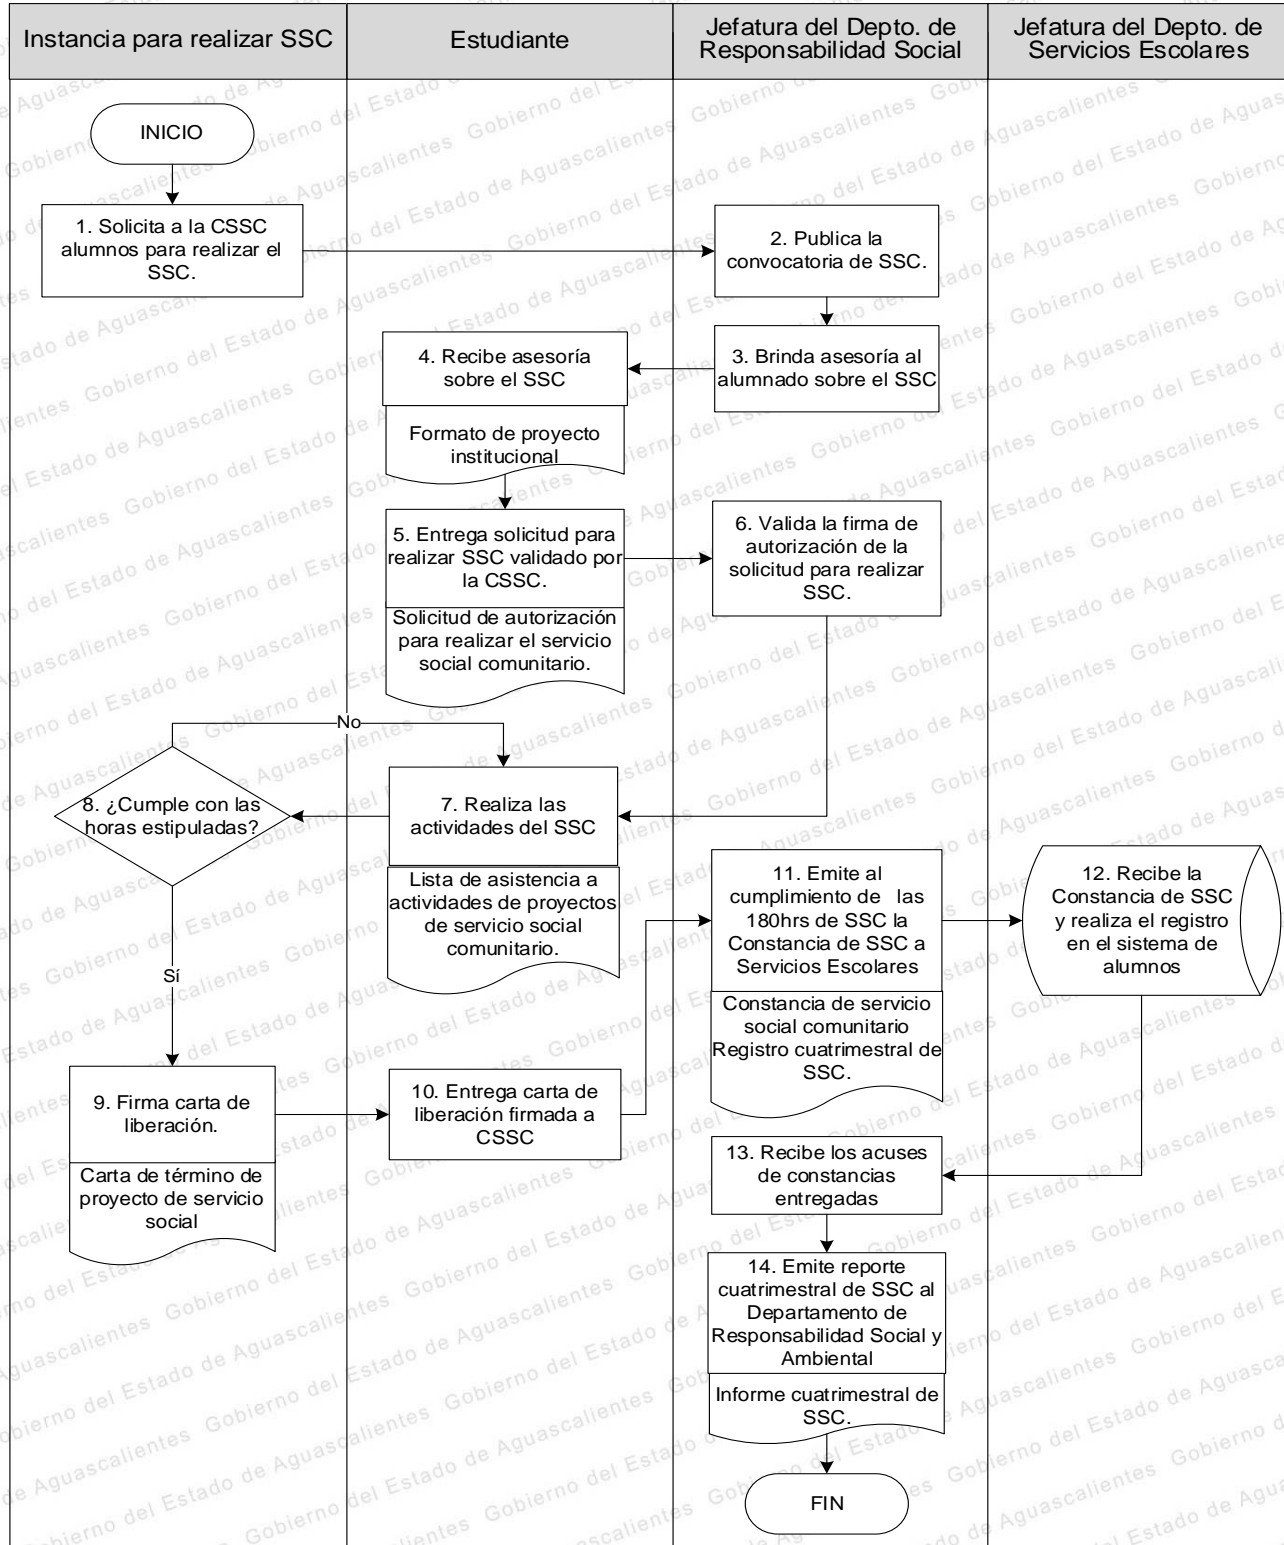 Instancia para realizar SSC
Estudiante
Jefatura del Depto. de
Responsabilidad Social
Jefatura del Depto. de
Servicios Escolares
INICIO
1. Solicita a la CSSC
alumnos para realizar el
SSC.
2. Publica la
convocatoria de SSC.
3. Brinda asesoría al
alumnado sobre el SSC
4. Recibe asesoría
sobre el SSC
Formato de proyecto
institucional
5. Entrega solicitud para
realizar SSC validado por
la CSSC.
Solicitud de autorización
para realizar el servicio
social comunitario.
6. Valida la firma de
autorización de la
solicitud para realizar
SSC.
No
7. Realiza las
actividades del SSC
Lista de asistencia a
actividades de proyectos
de servicio social
comunitario.
8. ¿Cumple con las
horas estipuladas?
Sí
9. Firma carta de
liberación.
Carta de término de
proyecto de servicio
social
10. Entrega carta de
liberación firmada a
CSSC
11. Emite al
cumplimiento de las
180hrs de SSC la
Constancia de SSC a
Servicios Escolares
Constancia de servicio
social comunitario
Registro cuatrimestral de
SSC.
12. Recibe la
Constancia de SSC
y realiza el registro
en el sistema de
alumnos
13. Recibe los acuses
de constancias
entregadas
14. Emite reporte
cuatrimestral de SSC al
Departamento de
Responsabilidad Social y
Ambiental
Informe cuatrimestral de
SSC.
FIN
Gobierno del Estado de Aguascalientes